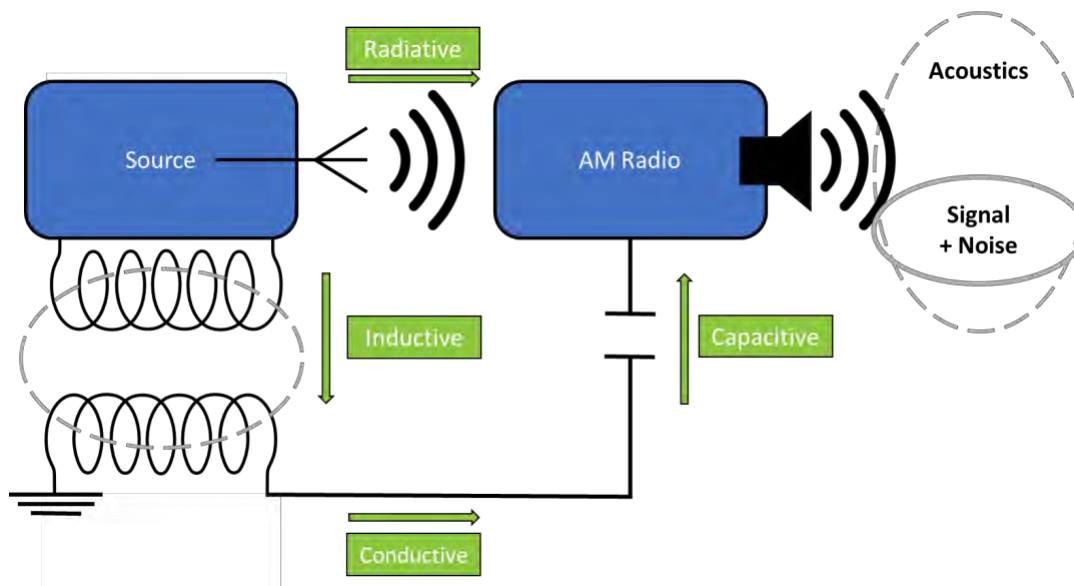 Radiative
Acoustics
Source
AM Radio
Signal
+ Noise
Inductive
Capacitive
Conductive